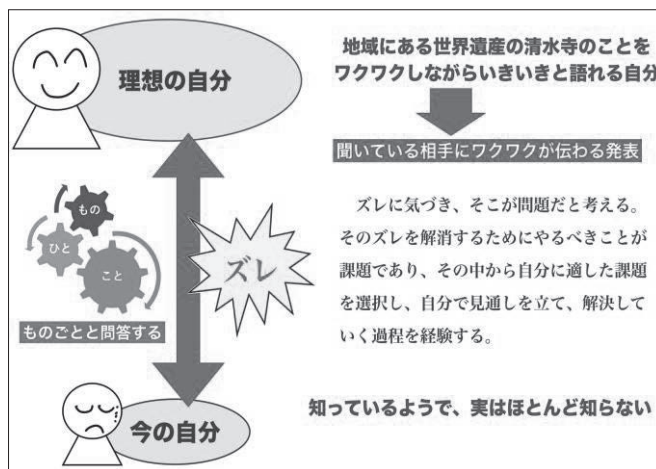 理想の自分
地域にある世界遺産の清水寺のことを
ワクワクしながらいきいきと語れる自分
聞いている相手にワクワクが伝わる発表
もの
ひと
こと
ものごとと問答する
ズレ
ズレに気づき、そこが問題だと考える。
そのズレを解消するためにやるべきことが
課題であり、その中から自分に適した課題
を選択し、自分で見通しを立て、解決して
いく過程を経験する。
今の自分
知っているようで、実はほとんど知らない